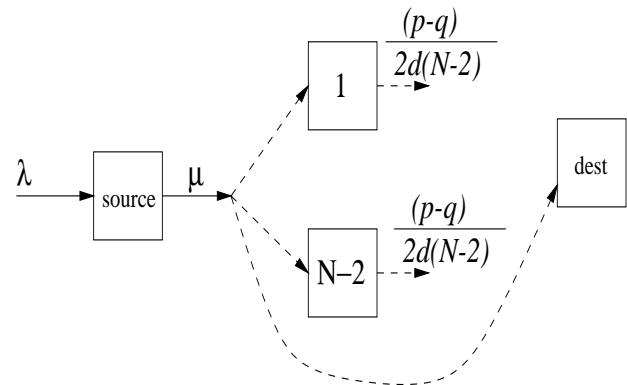 (p-q)
2d(N-2)
1
dest
λ
source
μ
(p-q)
2d(N-2)
N−2